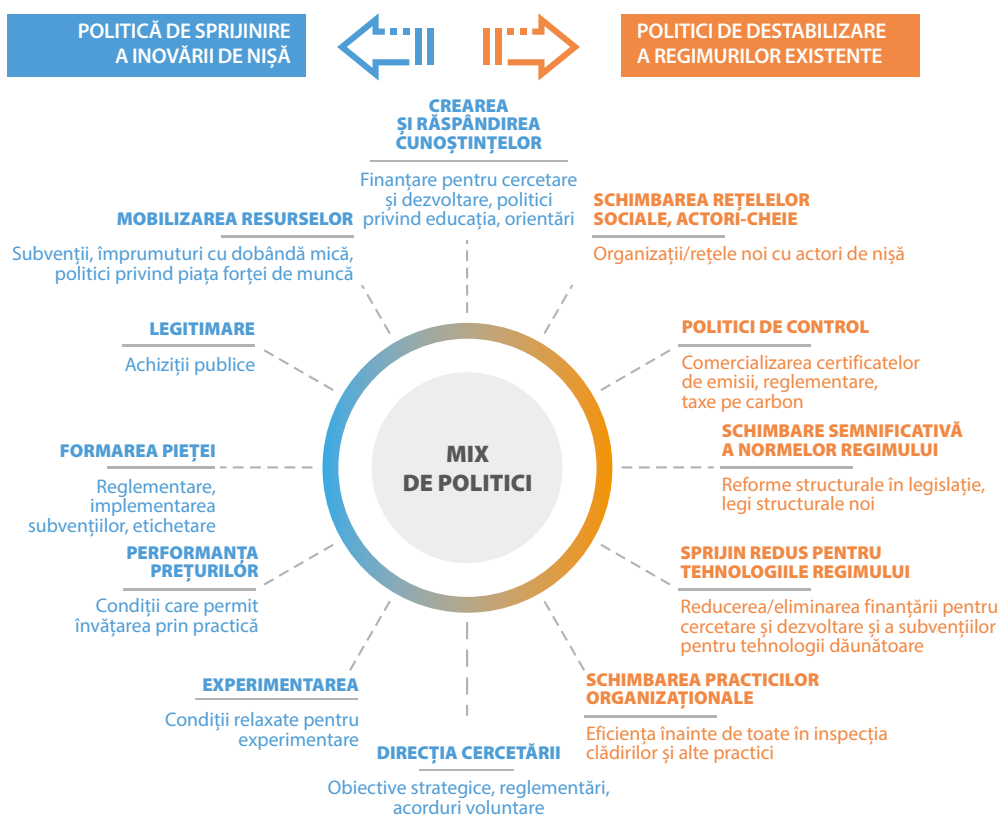 POLITICĂ DE SPRIJINIRE
A INOVĂRII DE NIȘĂ
POLITICI DE DESTABILIZARE
A REGIMURILOR EXISTENTE
CREAREA
ȘI RĂSPÂNDIREA
CUNOȘTINȚELOR
Finanțare pentru cercetare
și dezvoltare, politici
privind educația, orientări
MOBILIZAREA RESURSELOR
Subvenții, împrumuturi cu dobândă mică,
politici privind piața forței de muncă
SCHIMBAREA REȚELELOR
SOCIALE, ACTORI-CHEIE
Organizații/rețele noi cu actori de nișă
LEGITIMARE
Achiziții publice
POLITICI DE CONTROL
Comercializarea certificatelor
de emisii, reglementare,
taxe pe carbon
FORMAREA PIEȚEI
Reglementare,
implementarea
subvențiilor, etichetare
MIX
DE POLITICI
SCHIMBARE SEMNIFICATIVĂ
A NORMELOR REGIMULUI
Reforme structurale în legislație,
legi structurale noi
PERFORMANȚA
PREȚURILOR
Condiții care permit
învățarea prin practică
SPRIJIN REDUS PENTRU
TEHNOLOGIILE REGIMULUI
Reducerea/eliminarea finanțării pentru
cercetare și dezvoltare și a subvențiilor
pentru tehnologii dăunătoare
EXPERIMENTAREA
Condiții relaxate pentru
experimentare
SCHIMBAREA PRACTICILOR
ORGANIZAȚIONALE
Eficiența înainte de toate în inspecția
clădirilor și alte practici
DIRECȚIA CERCETĂRII
Obiective strategice, reglementări,
acorduri voluntare